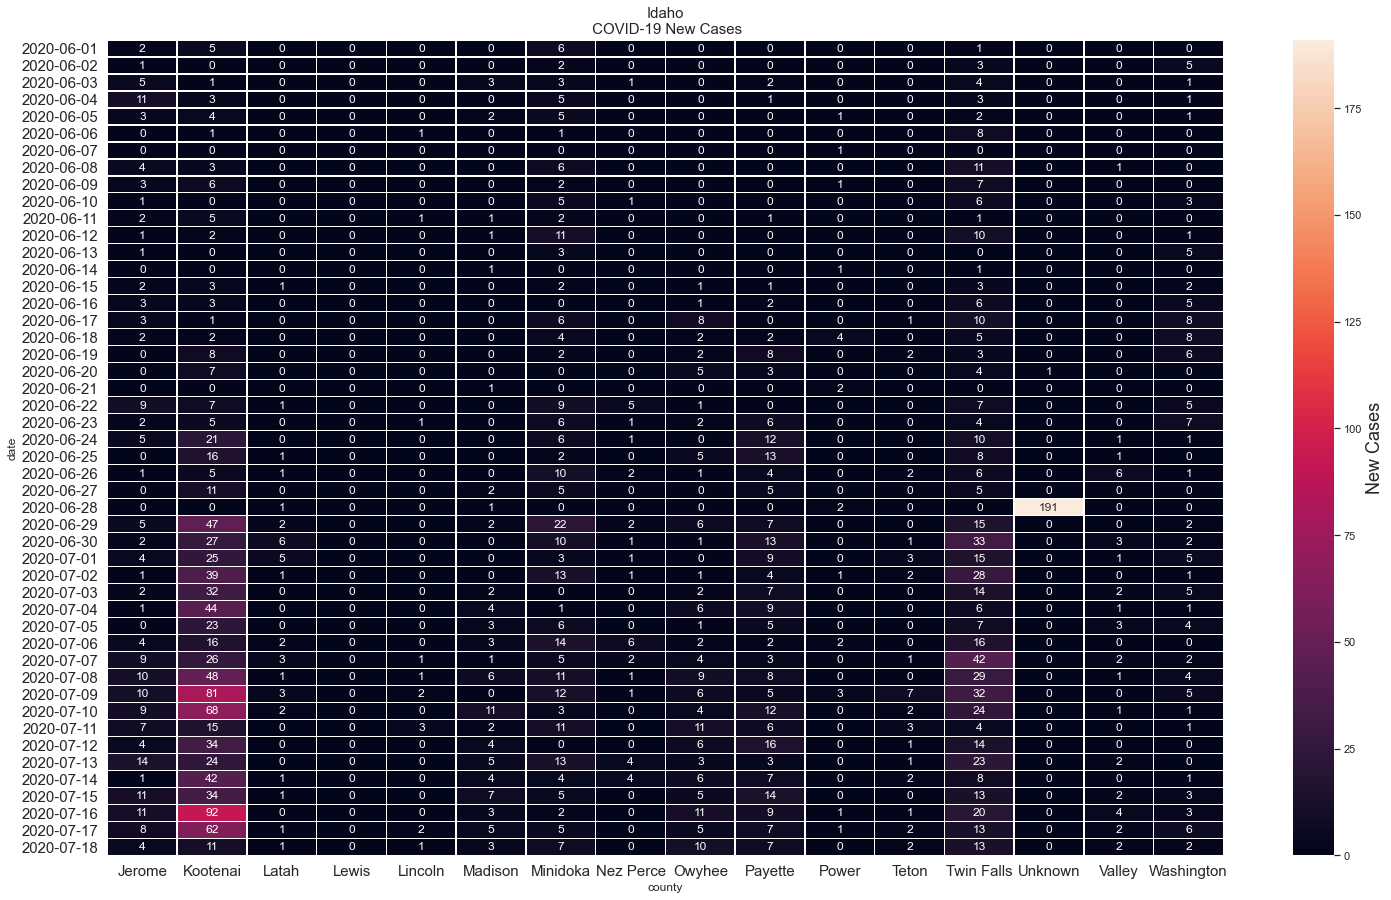 Idaho
COVID-19 New Cases
2020-06-01 2 5 0 0 0 0 6 0 0 0 0 0 1 0 0 0
2020-06-02 1 0 0 0 0 0 2 0 0 0 0 0 3 0 0 5
2020-06-03 5 1 0 0 0 3 3 1 0 2 0 0 4 0 0 1
2020-06-04 11 3 0 0 0 0 5 0 0 1 0 0 3 0 0 1
2020-06-05 3 4 0 0 0 2 5 0 0 0 1 0 2 0 0 1
2020-06-06 0 1 0 0 1 0 1 0 0 0 0 0 8 0 0 0
2020-06-07 0 0 0 0 0 0 0 0 0 0 1 0 0 0 0 0
2020-06-08 4 3 0 0 0 0 6 0 0 0 0 0 11 0 1 0
2020-06-09 3 6 0 0 0 0 2 0 0 0 1 0 7 0 0 0
2020-06-10 1 0 0 0 0 0 5 1 0 0 0 0 6 0 0 3
2020-06-11 2 5 0 0 1 1 2 0 0 1 0 0 1 0 0 0
2020-06-12 1 2 0 0 0 1 11 0 0 0 0 0 10 0 0 1
2020-06-13 1 0 0 0 0 0 3 0 0 0 0 0 0 0 0 5
2020-06-14 0 0 0 0 0 1 0 0 0 0 1 0 1 0 0 0
2020-06-15 2 3 1 0 0 0 2 0 1 1 0 0 3 0 0 2
2020-06-16 3 3 0 0 0 0 0 0 1 2 0 0 6 0 0 5
2020-06-17 3 1 0 0 0 0 6 0 8 0 0 1 10 0 0 8
2020-06-18 2 2 0 0 0 0 4 0 2 2 4 0 5 0 0 8
2020-06-19 0 8 0 0 0 0 2 0 2 8 0 2 3 0 0 6
2020-06-20 0 7 0 0 0 0 0 0 5 3 0 0 4 1 0 0
2020-06-21 0 0 0 0 0 1 0 0 0 0 2 0 0 0 0 0
2020-06-22 9 7 1 0 0 0 9 5 1 0 0 0 7 0 0 5
2020-06-23 2 5 0 0 1 0 6 1 2 6 0 0 4 0 0 7
2020-06-24 5 21 0 0 0 0 6 1 0 12 0 0 10 0 1 1
2020-06-25 0 16 0 0 0 0 2 0 5 13 0 0 8 0 1 0
2020-06-26 1 5 1 0 0 0 10 2 1 4 0 2 6 0 6 1
2020-06-27 0 11 0 0 0 2 5 0 0 5 0 0 5 0 0 0
2020-06-28 0 0 1 0 0 1 0 0 0 0 2 0 0 191 0 0
2020-06-29 5 47 2 0 0 2 22 2 6 7 0 0 15 0 0 2
2020-06-30 2 27 6 0 0 0 10 1 1 13 0 1 33 0 3 2
2020-07-01 4 25 5 0 0 0 3 1 0 9 0 3 15 0 1 5
2020-07-02 1 39 1 0 0 0 13 1 1 4 1 2 28 0 0 1
2020-07-03 2 32 0 0 0 2 0 0 2 7 0 0 14 0 2 5
2020-07-04 1 44 0 0 0 4 1 0 6 9 0 0 6 0 1 1
2020-07-05 0 23 0 0 0 3 6 0 1 5 0 0 7 0 3 4
2020-07-06 4 16 2 0 0 3 14 6 2 2 2 0 16 0 0 0
2020-07-07 9 26 3 0 1 1 5 2 4 3 0 1 42 0 2 2
2020-07-08 10 48 1 0 1 6 11 1 9 8 0 0 29 0 1 4
2020-07-09 10 81 3 0 2 0 12 1 6 5 3 7 32 0 0 5
2020-07-10 9 68 2 0 0 11 3 0 4 12 0 2 24 0 1 1
2020-07-11 7 15 0 0 3 2 11 0 11 6 0 3 4 0 0 1
2020-07-12 4 34 0 0 0 4 0 0 6 16 0 1 14 0 0 0
2020-07-13 14 24 0 0 0 5 13 4 3 3 0 1 23 0 2 0
2020-07-14 1 42 1 0 0 4 4 4 6 7 0 2 8 0 0 1
2020-07-15 11 34 1 0 0 7 5 0 5 14 0 0 13 0 2 3
2020-07-16 11 92 0 0 0 3 2 0 11 9 1 1 20 0 4 3
2020-07-17 8 62 1 0 2 5 5 0 5 7 1 2 13 0 2 6
2020-07-18 4 11 1 0 1 3 7 0 10 7 0 2 13 0 2 2
date
Jerome Kootenai Latah Lewis Lincoln Madison Minidoka Nez Perce Owyhee Payette Power Teton Twin Falls Unknown Valley Washington
county
175
150
125
100
75
50
25
0
New Cases